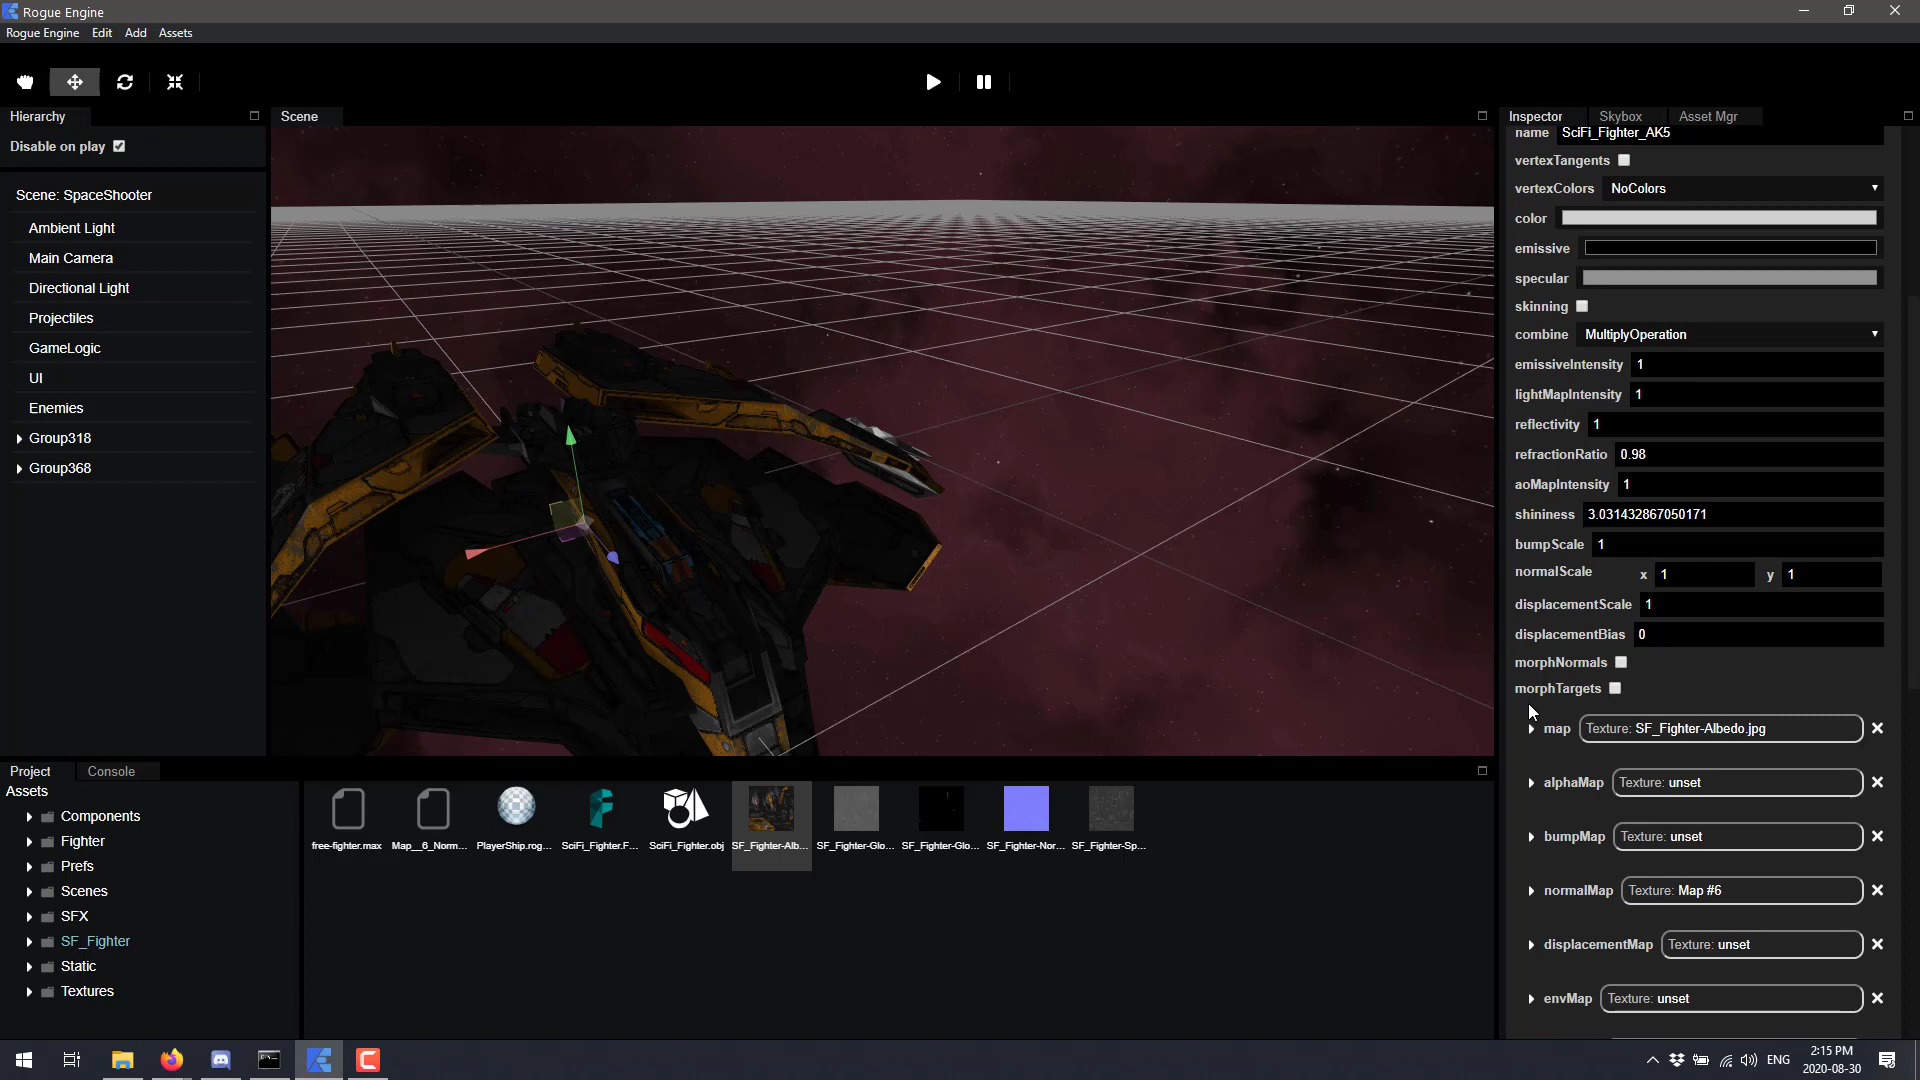 Rogue Engine
Rogue Engine Edit Add Assets
Hierarchy
Disable on play
Scene: SpaceShooter
Ambient Light
Main Camera
Directional Light
Projectiles
GameLogic
UI
Enemies
Group318
Group368
Scene
Inspector Skybox Asset Mgr
name SciFi_Fighter_AK5
vertexTangents
vertexColors NoColors
color
emissive
specular
skinning
combine MultiplyOperation
emissiveIntensity 1
lightMapIntensity 1
reflectivity 1
refractionRatio 0.98
aoMapIntensity 1
shininess 3.031432867050171
bumpScale 1
normalScale x 1 y 1
displacementScale 1
displacementBias 0
morphNormals
morphTargets
map Texture: SF_Fighter-Albedo.jpg
alphaMap Texture: unset
bumpMap Texture: unset
normalMap Texture: Map #6
displacementMap Texture: unset
envMap Texture: unset
Project Console
Assets
Components
Fighter
Prefs
Scenes
SFX
SF_Fighter
Static
Textures
free-fighter.max Map__6_Norm... PlayerShip.rog... SciFi_Fighter.F... SciFi_Fighter.obj SF_Fighter-Alb... SF_Fighter-Glo... SF_Fighter-Glo... SF_Fighter-Nor... SF_Fighter-Sp...
ENG
2:15 PM
2020-08-30